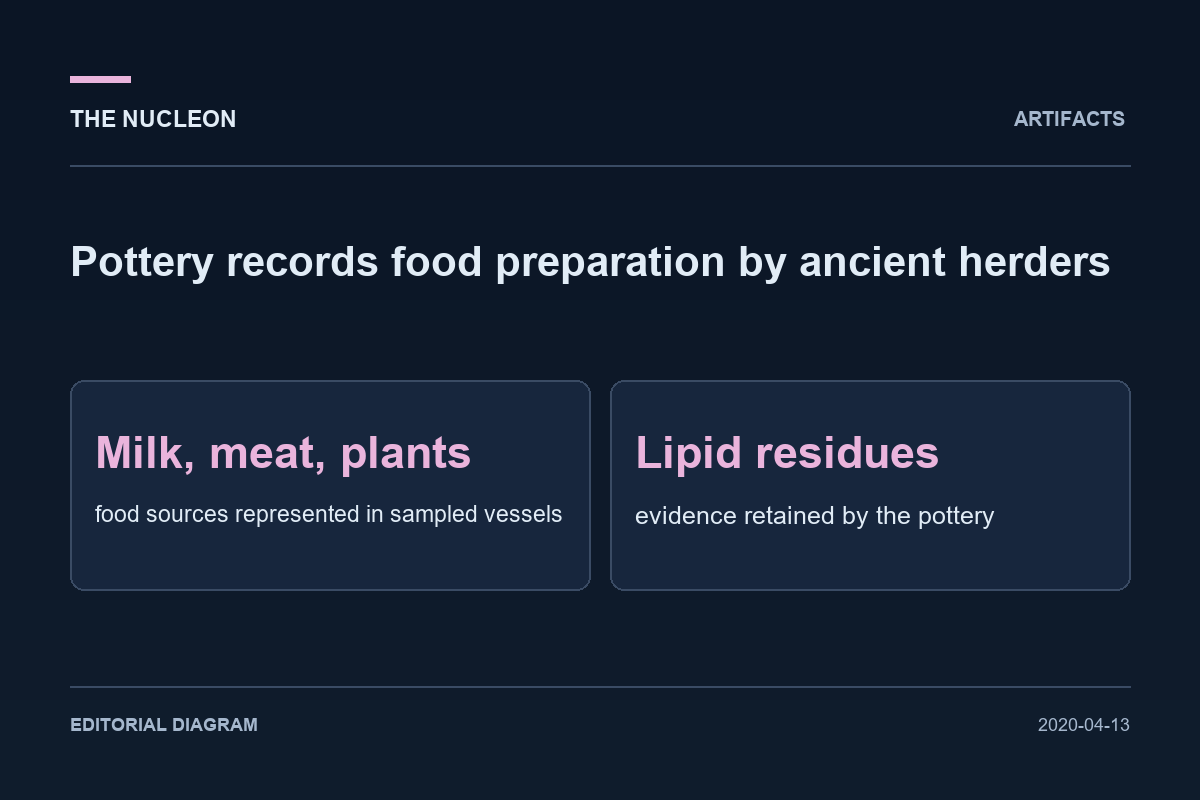 THE NUCLEON
ARTIFACTS
Pottery records food preparation by ancient herders
Milk, meat, plants
food sources represented in sampled vessels
Lipid residues
evidence retained by the pottery
EDITORIAL DIAGRAM
2020-04-13